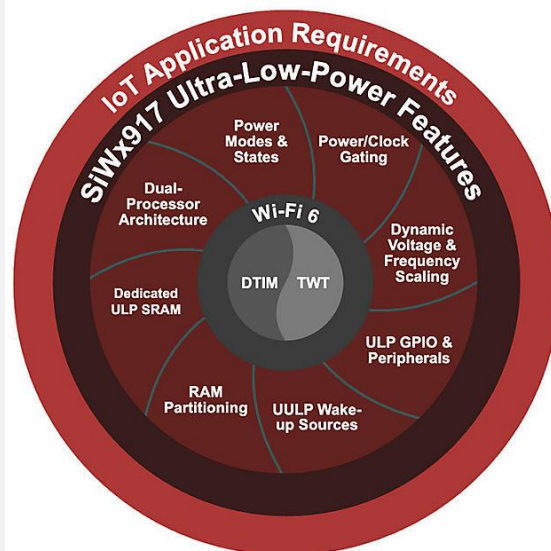 IoT Application Requirements
SiWx917 Ultra-Low-Power Features
Power
Modes &
States
Power/Clock
Gating
Dual-
Processor
Architecture
Wi-Fi 6
Dynamic
Voltage &
Frequency
Scaling
DTIM
TWT
Dedicated
ULP SRAM
ULP GPIO &
Peripherals
RAM
Partitioning
UULP Wake-
up Sources